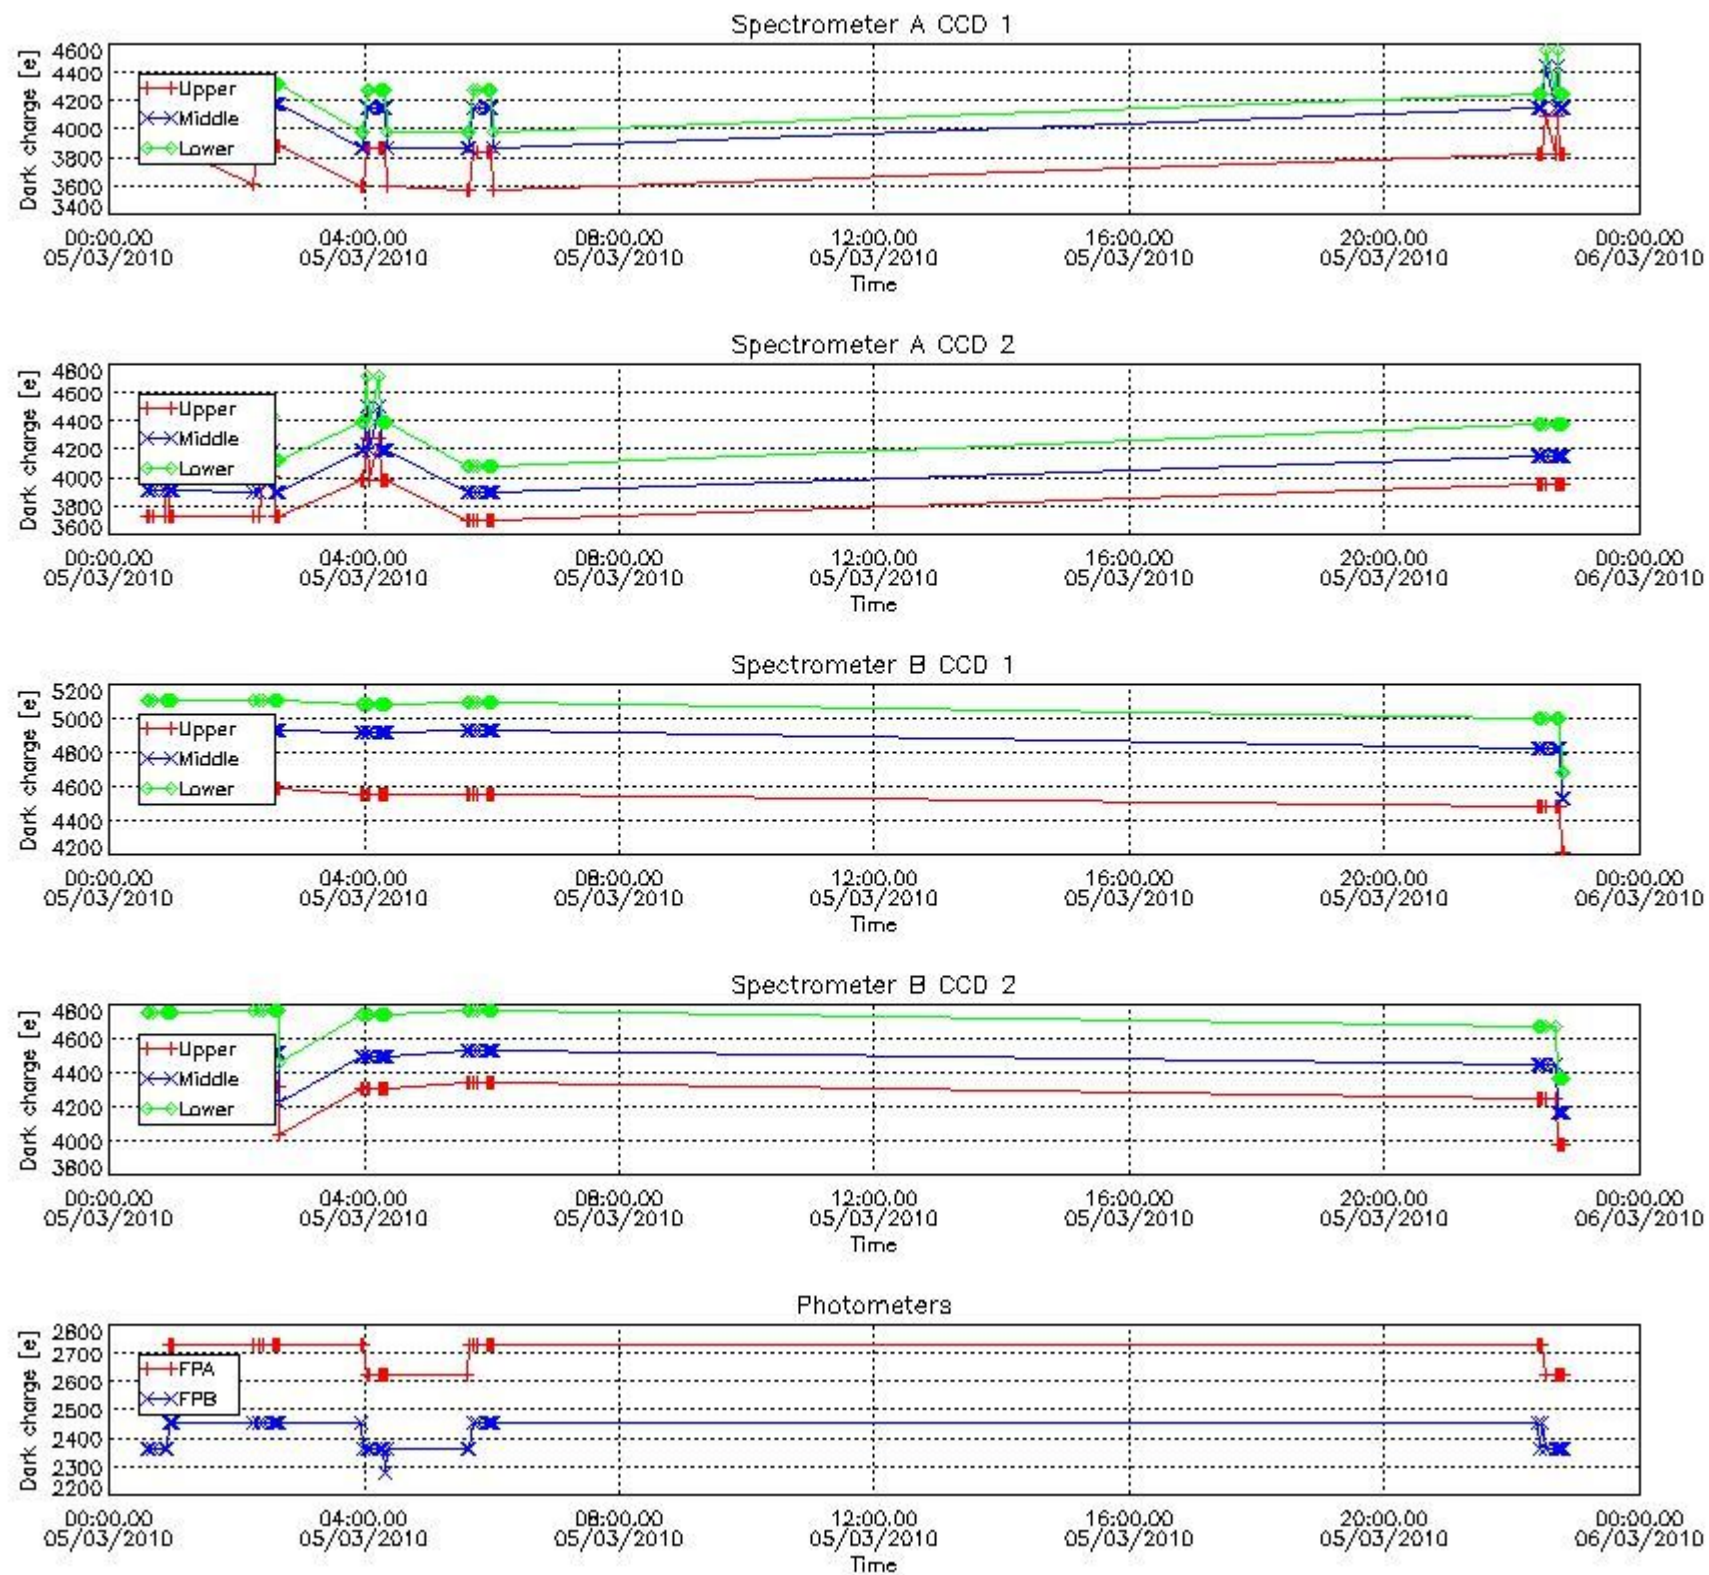 Spectrometer A CCD 1
Dark charge [e]
4600
4400
4200
4000
3800
3600
3400
Upper
Middle
Lower
00:00.00 04:00.00 08:00.00 12:00.00 16:00.00 20:00.00 00:00.00
05/03/2010 05/03/2010 05/03/2010 05/03/2010 05/03/2010 05/03/2010 06/03/2010
Time
Spectrometer A CCD 2
Dark charge [e]
4800
4600
4400
4200
4000
3800
3600
Upper
Middle
Lower
00:00.00 04:00.00 08:00.00 12:00.00 16:00.00 20:00.00 00:00.00
05/03/2010 05/03/2010 05/03/2010 05/03/2010 05/03/2010 05/03/2010 06/03/2010
Time
Spectrometer B CCD 1
Dark charge [e]
5200
5000
4800
4600
4400
4200
Upper
Middle
Lower
00:00.00 04:00.00 08:00.00 12:00.00 16:00.00 20:00.00 00:00.00
05/03/2010 05/03/2010 05/03/2010 05/03/2010 05/03/2010 05/03/2010 06/03/2010
Time
Spectrometer B CCD 2
Dark charge [e]
4800
4600
4400
4200
4000
3800
Upper
Middle
Lower
00:00.00 04:00.00 08:00.00 12:00.00 16:00.00 20:00.00 00:00.00
05/03/2010 05/03/2010 05/03/2010 05/03/2010 05/03/2010 05/03/2010 06/03/2010
Time
Photometers
Dark charge [e]
2800
2700
2600
2500
2400
2300
2200
FPA
FPB
00:00.00 04:00.00 08:00.00 12:00.00 16:00.00 20:00.00 00:00.00
05/03/2010 05/03/2010 05/03/2010 05/03/2010 05/03/2010 05/03/2010 06/03/2010
Time